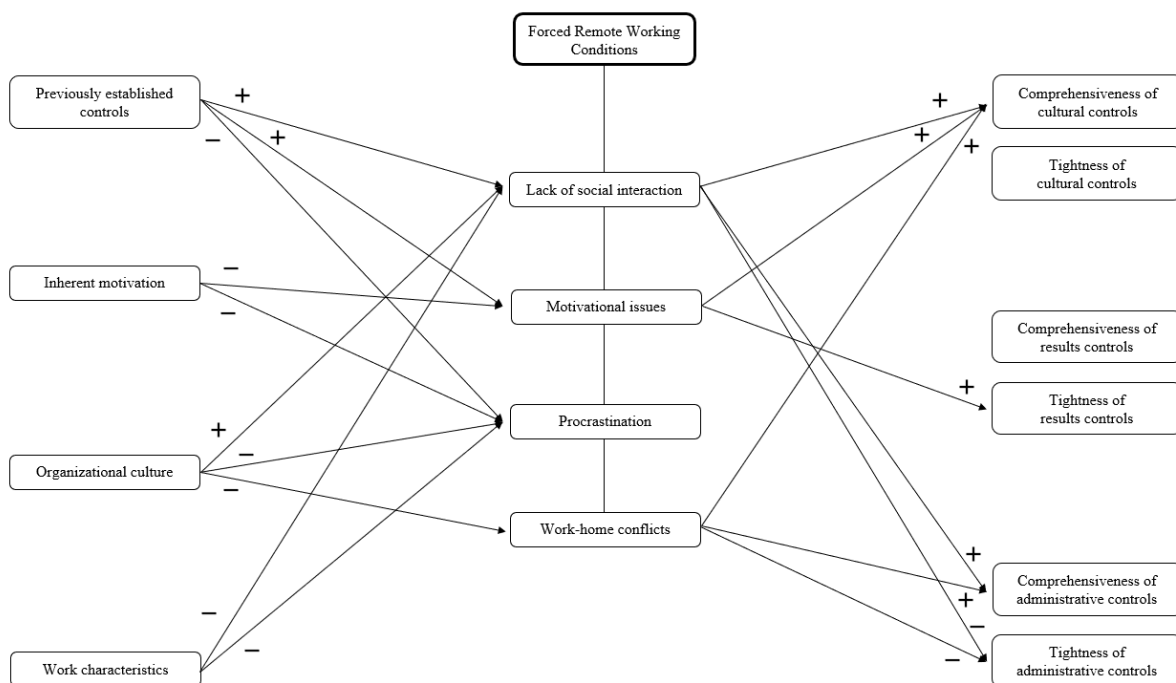 Forced Remote Working
Conditions
Previously established
controls
+
+
−
Inherent motivation
−
−
Organizational culture
+
−
−
Work characteristics
−
−
Lack of social interaction
Motivational issues
Procrastination
Work-home conflicts
+
+
+
Comprehensiveness of
cultural controls
Tightness of
cultural controls
Comprehensiveness of
results controls
+
Tightness of
results controls
+
+
−
Comprehensiveness of
administrative controls
−
Tightness of
administrative controls